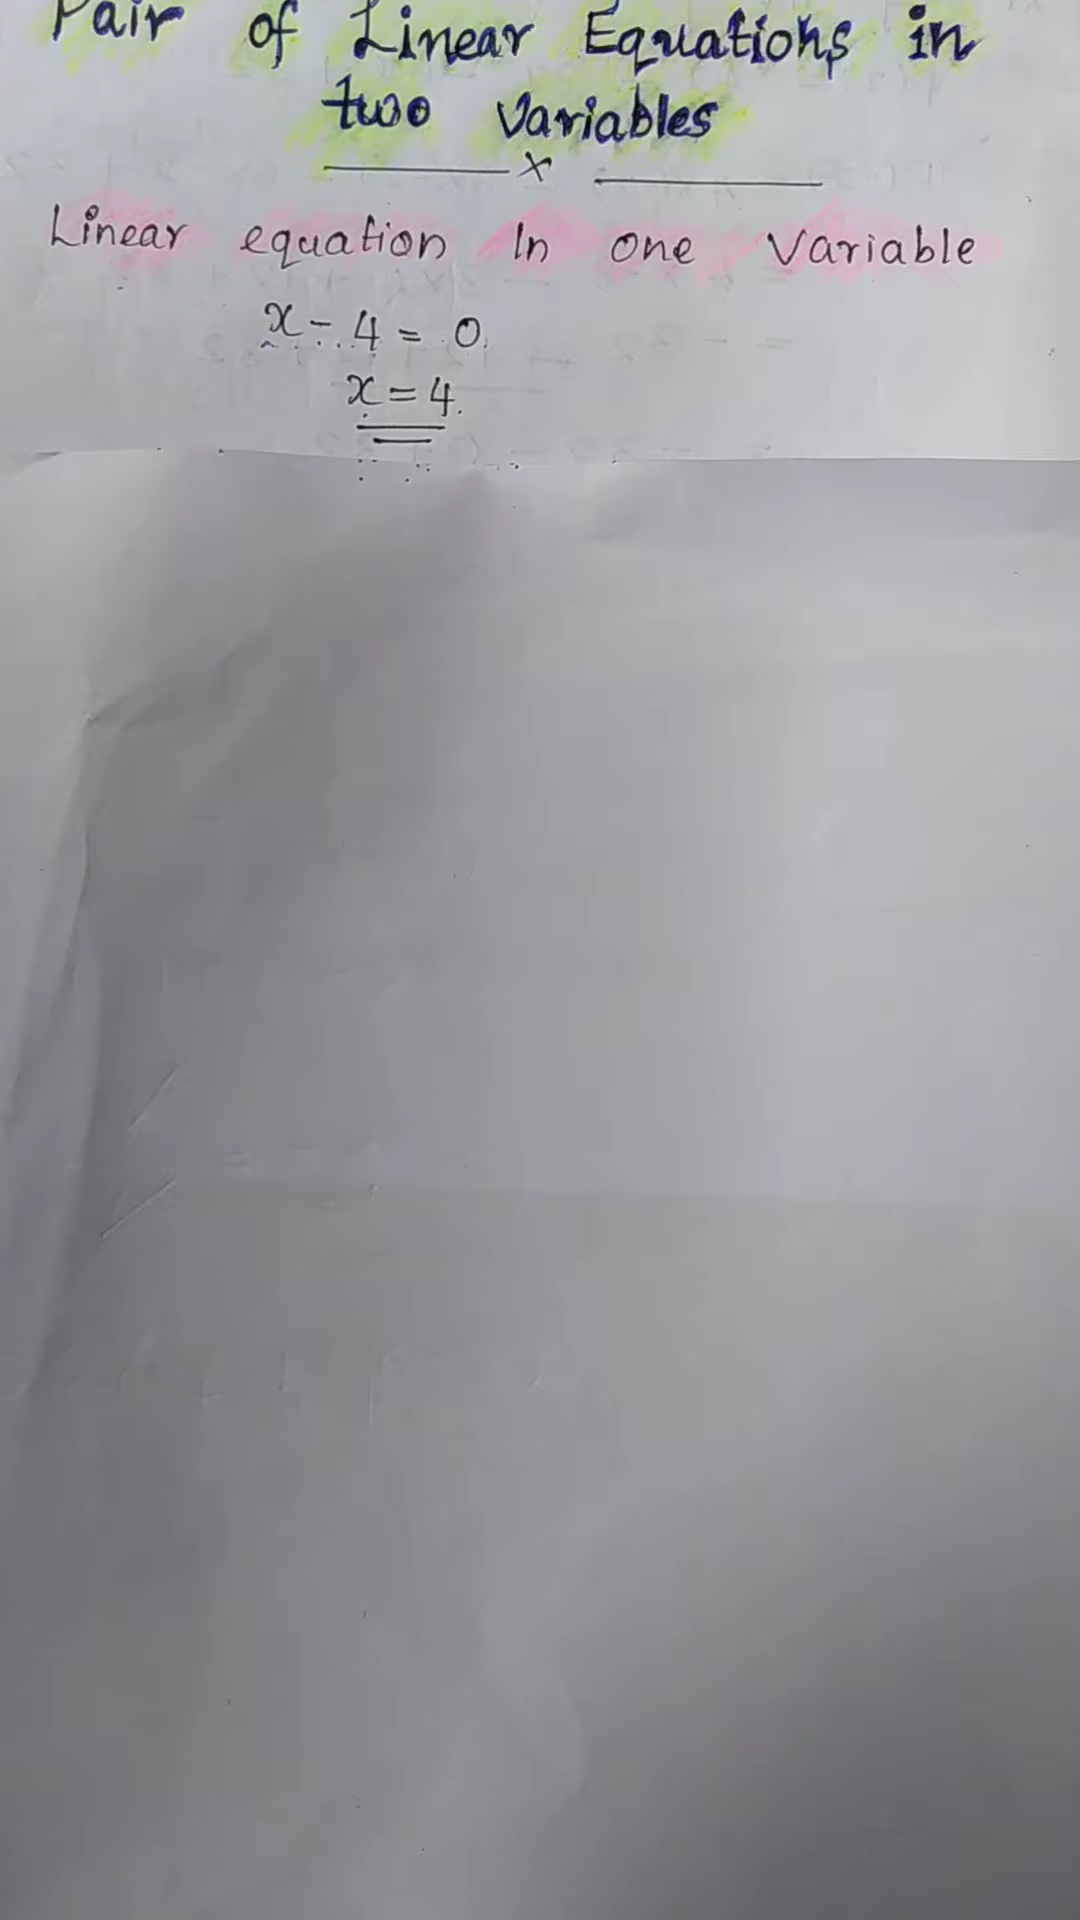 Pair of Linear Equations in
two Variables
x
Linear equation In one Variable
x - 4 = 0
x = 4.